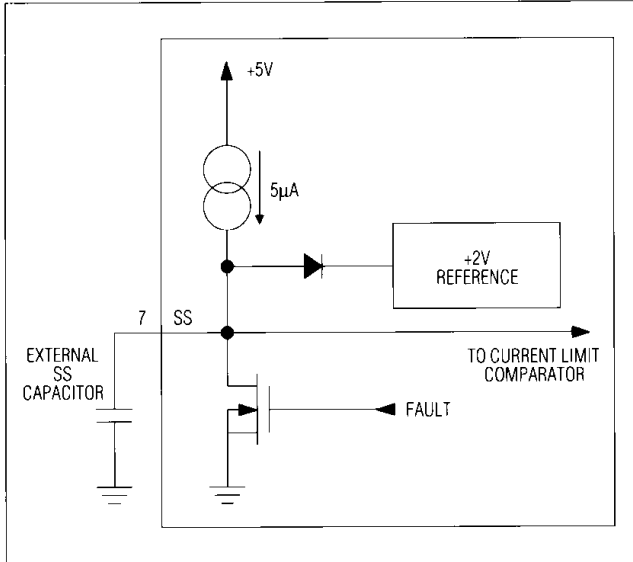 +5V
5µA
+2V
REFERENCE
7 SS
EXTERNAL
SS
CAPACITOR
TO CURRENT LIMIT
COMPARATOR
FAULT